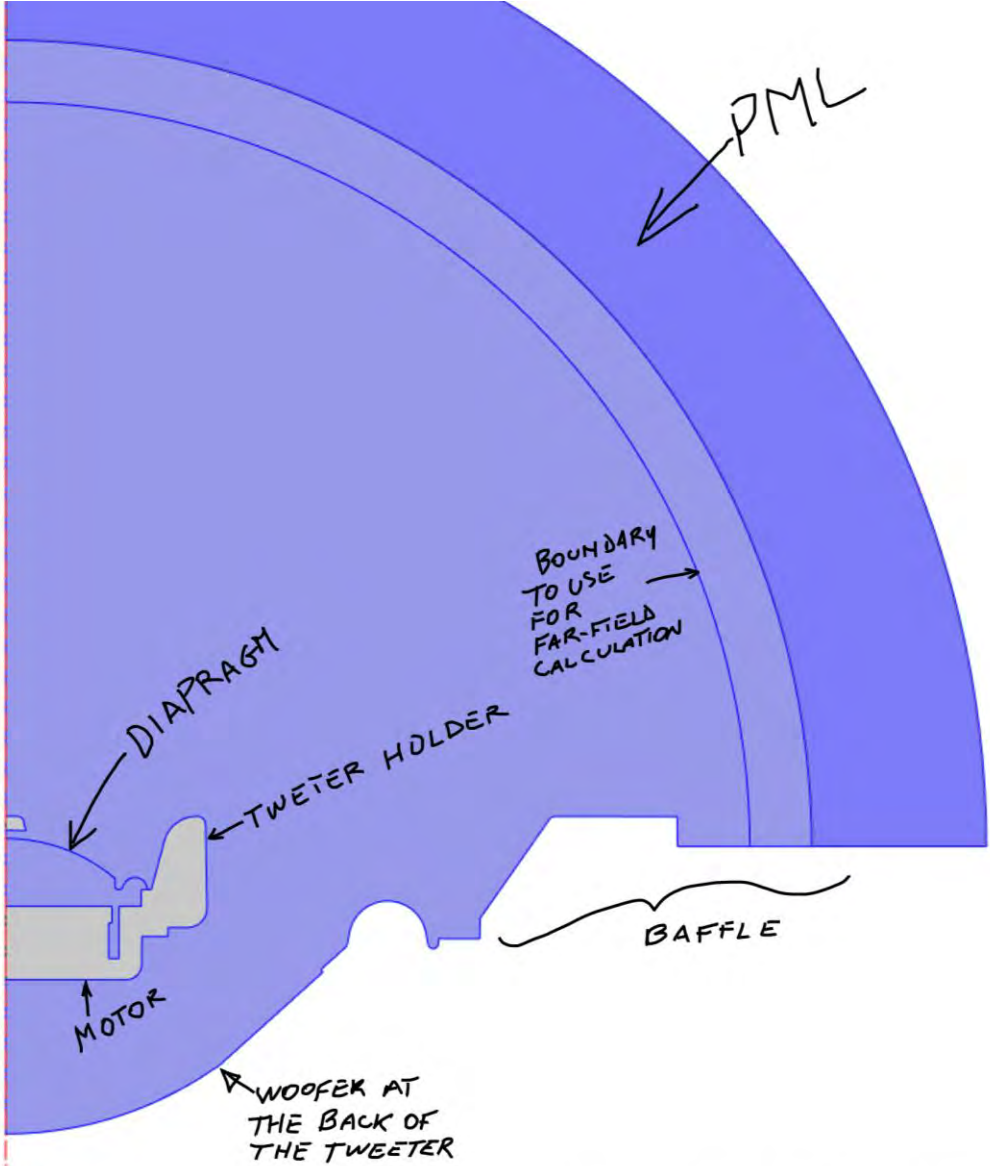 PML
BOUNDARY
TO USE
FOR
FAR-FIELD
CALCULATION
DIAPRAGM
TWETER HOLDER
BAFFLE
MOTOR
WOOFER AT
THE BACK OF
THE TWEETER